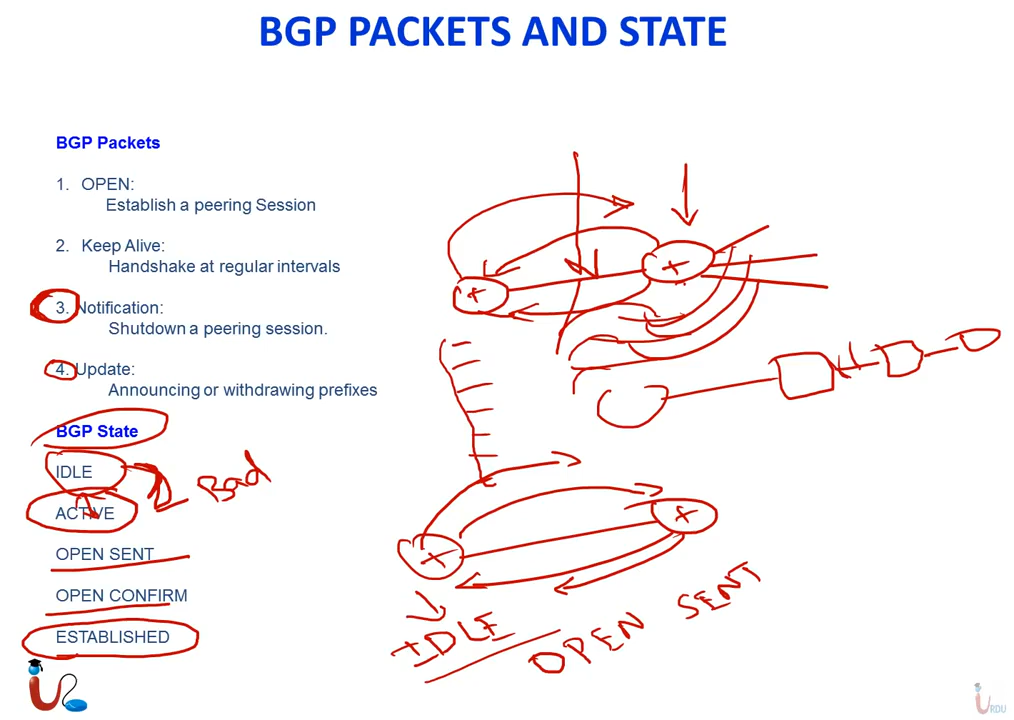 BGP PACKETS AND STATE
BGP Packets
1. OPEN:
Establish a peering Session
2. Keep Alive:
Handshake at regular intervals
3. Notification:
Shutdown a peering session.
4. Update:
Announcing or withdrawing prefixes
BGP State
IDLE
Bad
ACTIVE
OPEN SENT
OPEN CONFIRM
ESTABLISHED
IDLE
OPEN SENT
URDU